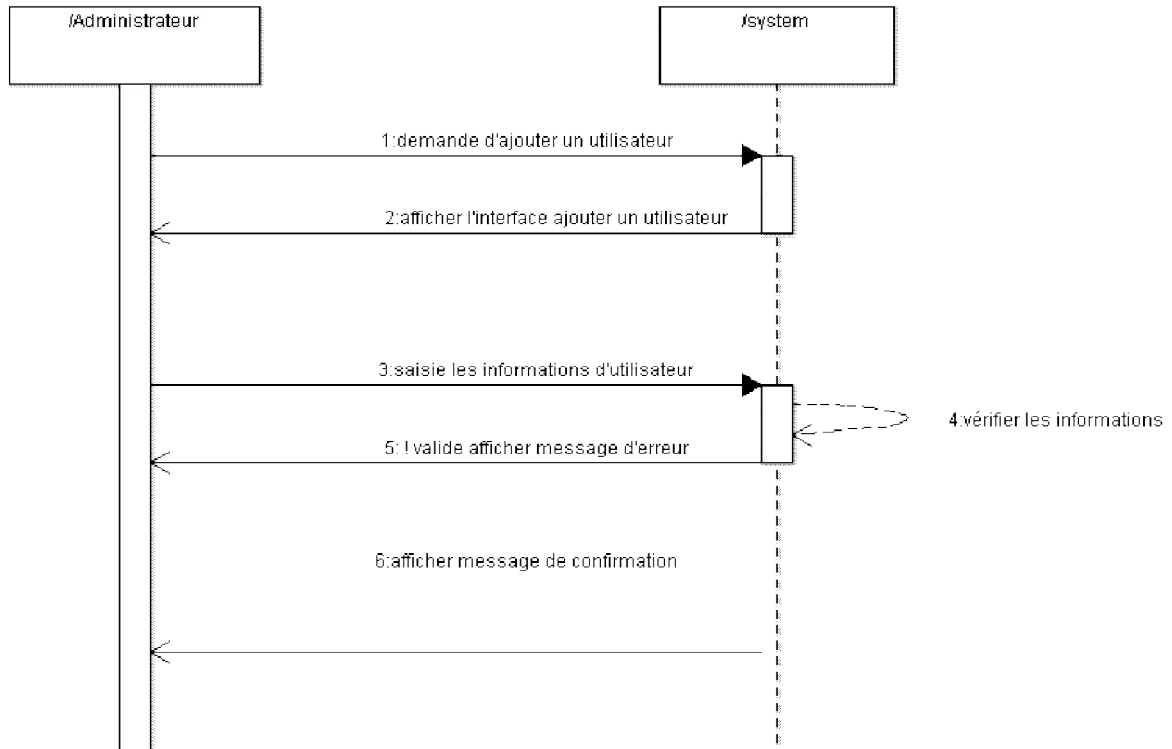 /Administrateur
/system
1:demande d'ajouter un utilisateur
2:afficher l'interface ajouter un utilisateur
3:saisie les informations d'utilisateur
4:vérifier les informations
5: ! valide afficher message d'erreur
6:afficher message de confirmation